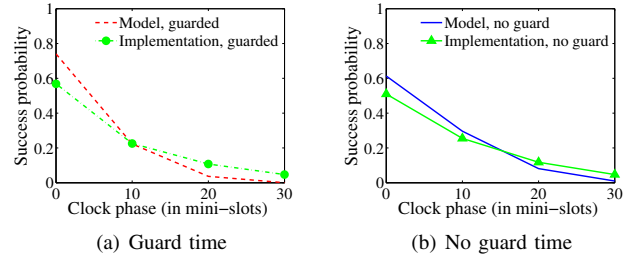 1
0.8
0.6
0.4
0.2
0
Success probability
Model, guarded
Implementation, guarded
0 10 20 30
Clock phase (in mini−slots)
(a) Guard time
1
0.8
0.6
0.4
0.2
0
Success probability
Model, no guard
Implementation, no guard
0 10 20 30
Clock phase (in mini−slots)
(b) No guard time